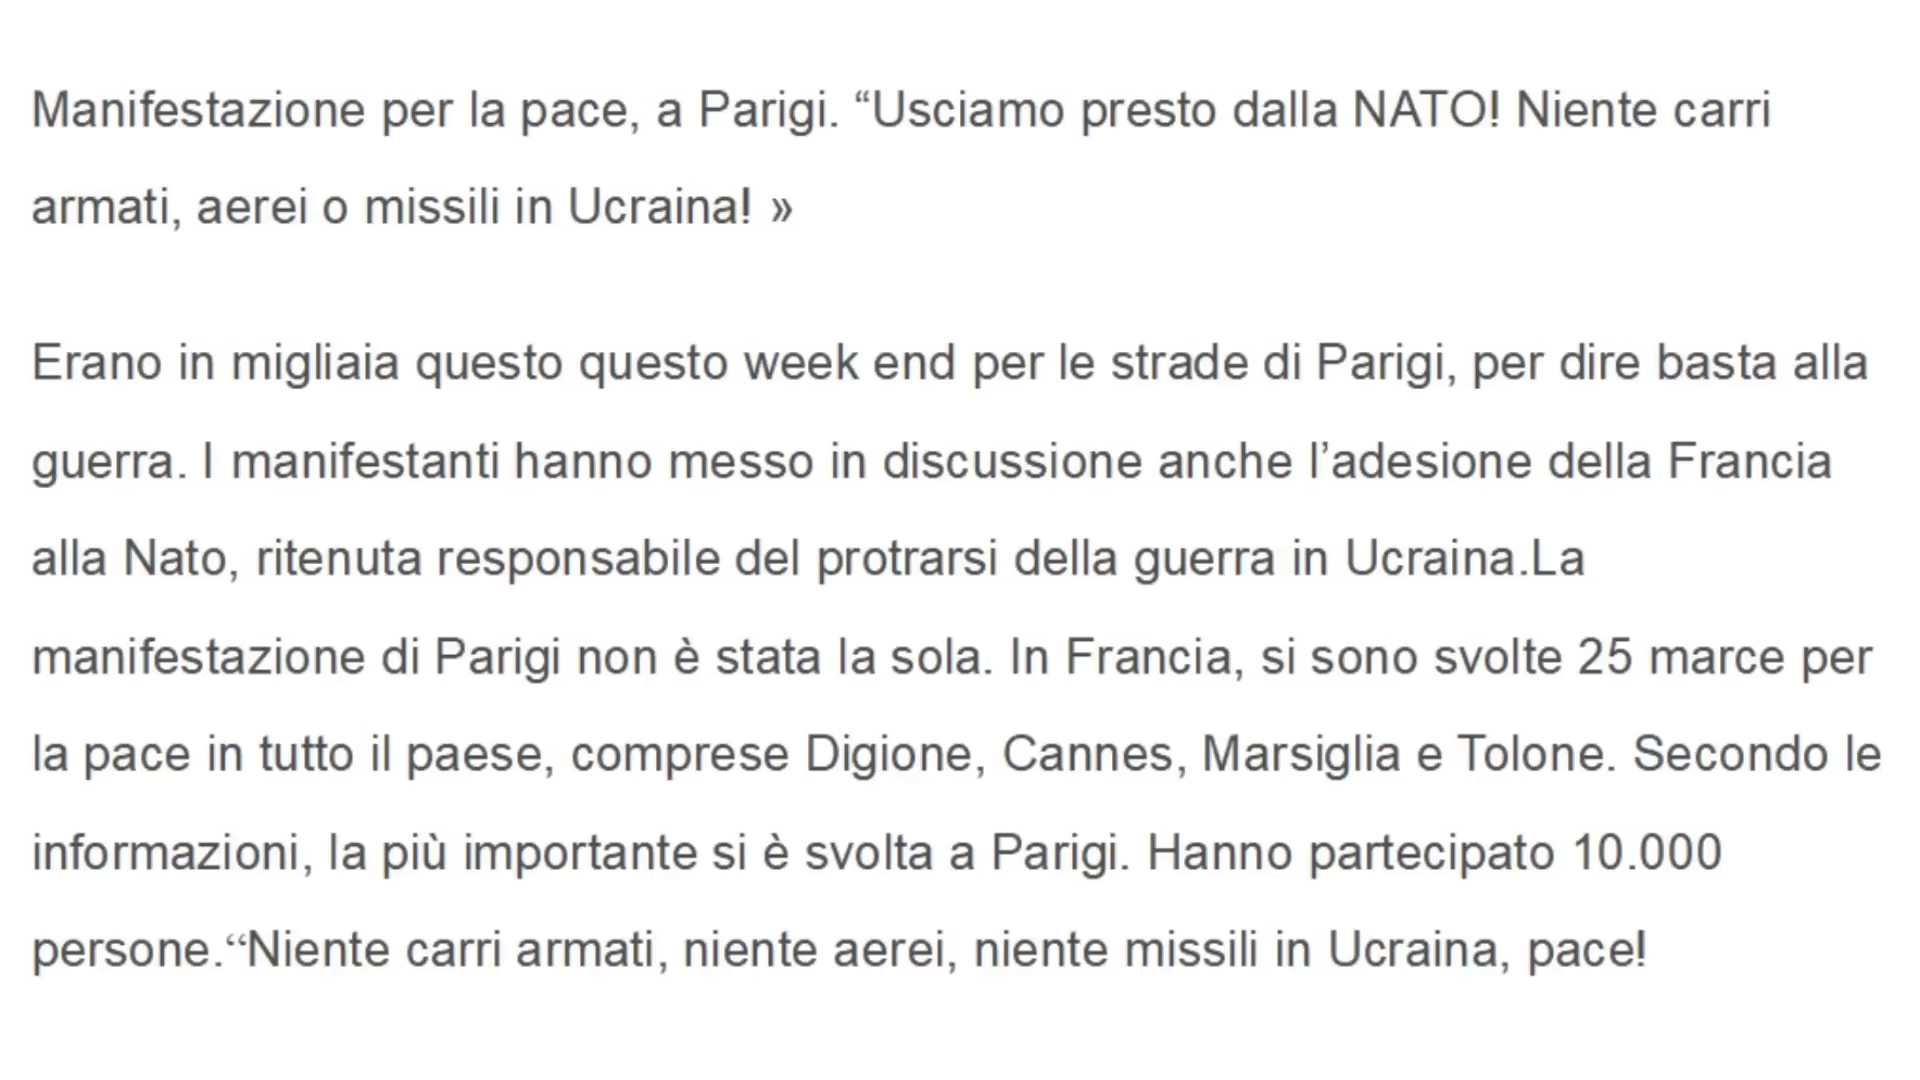 Manifestazione per la pace, a Parigi. “Usciamo presto dalla NATO! Niente carri
armati, aerei o missili in Ucraina! »
Erano in migliaia questo questo week end per le strade di Parigi, per dire basta alla
guerra. I manifestanti hanno messo in discussione anche l’adesione della Francia
alla Nato, ritenuta responsabile del protrarsi della guerra in Ucraina.La
manifestazione di Parigi non è stata la sola. In Francia, si sono svolte 25 marce per
la pace in tutto il paese, comprese Digione, Cannes, Marsiglia e Tolone. Secondo le
informazioni, la più importante si è svolta a Parigi. Hanno partecipato 10.000
persone.“Niente carri armati, niente aerei, niente missili in Ucraina, pace!